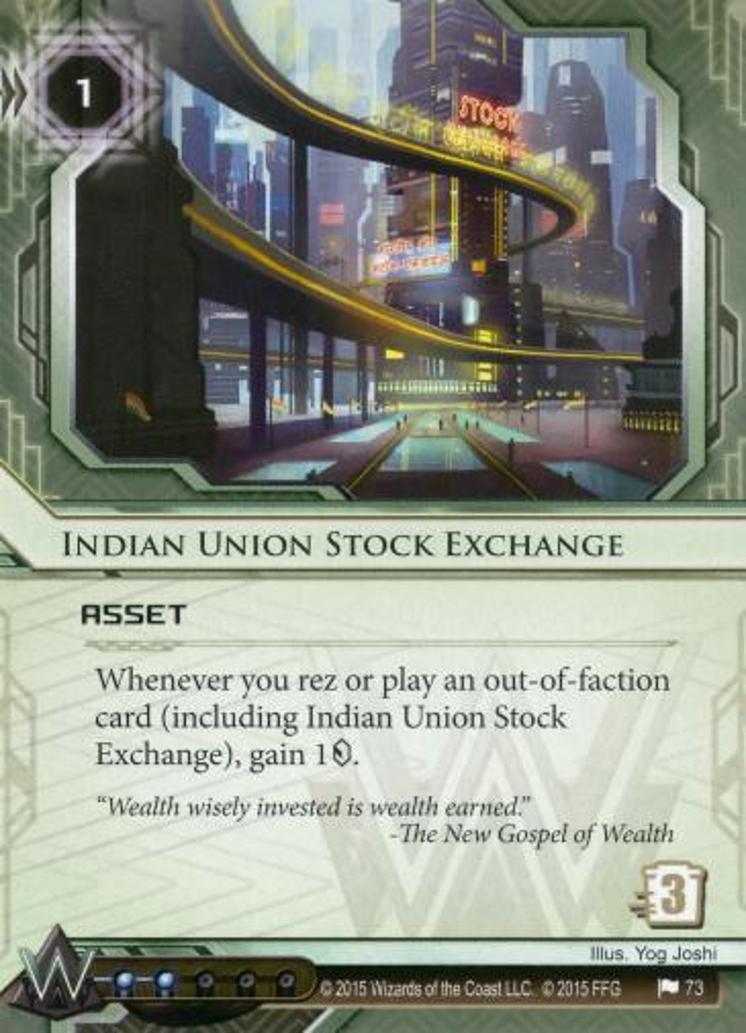 1
STOCK
INDIAN UNION STOCK EXCHANGE
ASSET
Whenever you rez or play an out-of-faction
card (including Indian Union Stock
Exchange), gain 1.
“Wealth wisely invested is wealth earned.”
-The New Gospel of Wealth
3
Illus. Yog Joshi
W
© 2015 Wizards of the Coast LLC. © 2015 FFG
73